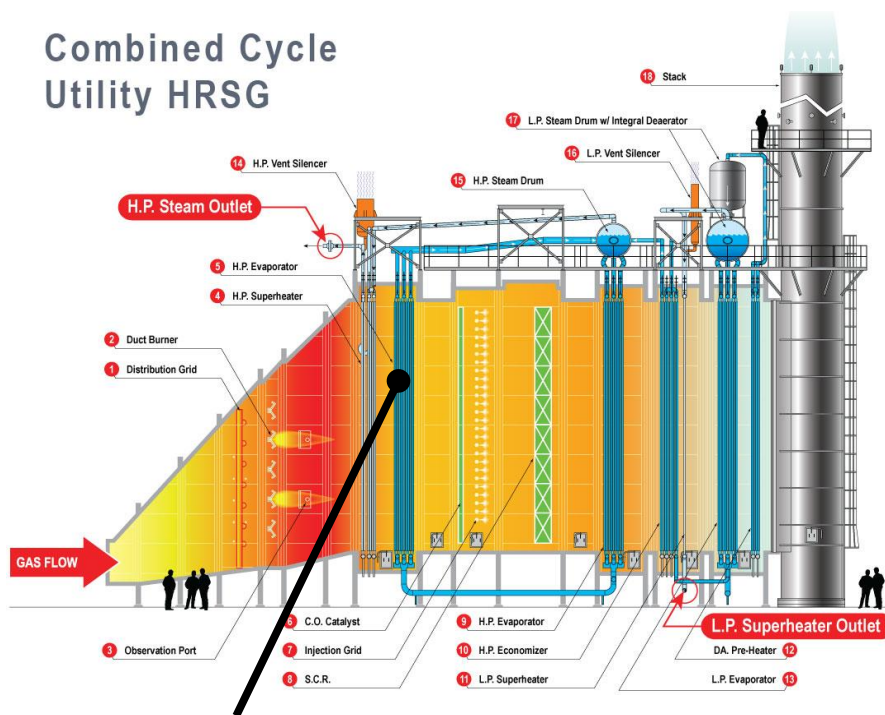 Combined Cycle
Utility HRSG
18 Stack
17 L.P. Steam Drum w/ Integral Deaerator
16 L.P. Vent Silencer
14 H.P. Vent Silencer
15 H.P. Steam Drum
H.P. Steam Outlet
5 H.P. Evaporator
4 H.P. Superheater
2 Duct Burner
1 Distribution Grid
GAS FLOW
6 C.O. Catalyst
9 H.P. Evaporator
L.P. Superheater Outlet
3 Observation Port
7 Injection Grid
10 H.P. Economizer
DA. Pre-Heater 12
8 S.C.R.
11 L.P. Superheater
L.P. Evaporator 13